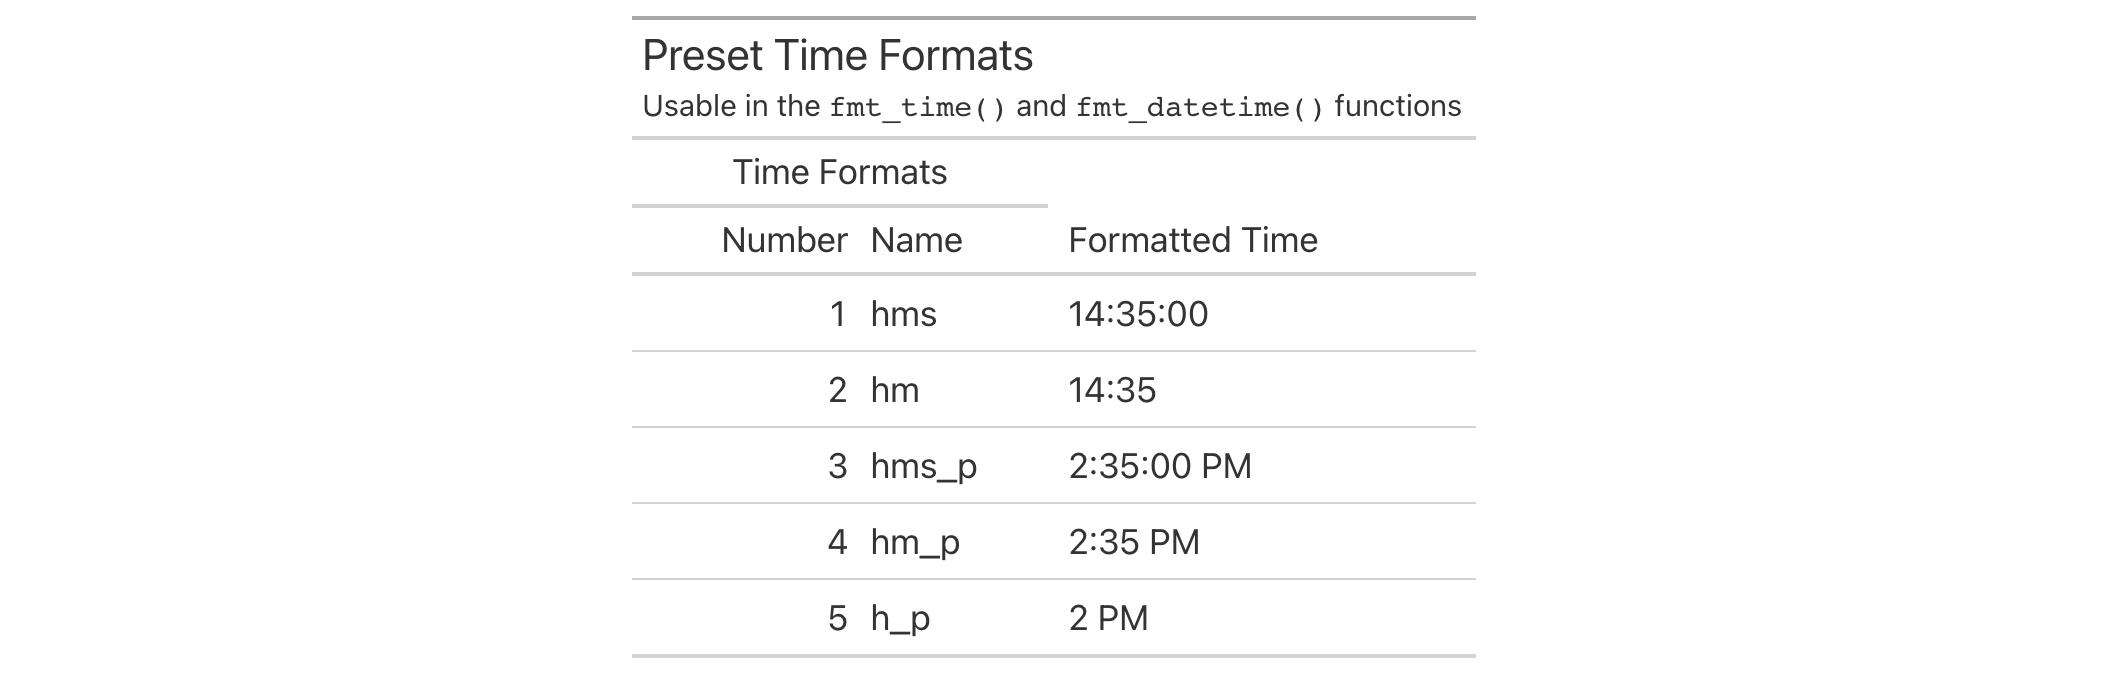 Preset Time Formats
Usable in the fmt_time() and fmt_datetime() functions
Time Formats
Number Name Formatted Time
1 hms 14:35:00
2 hm 14:35
3 hms_p 2:35:00 PM
4 hm_p 2:35 PM
5 h_p 2 PM